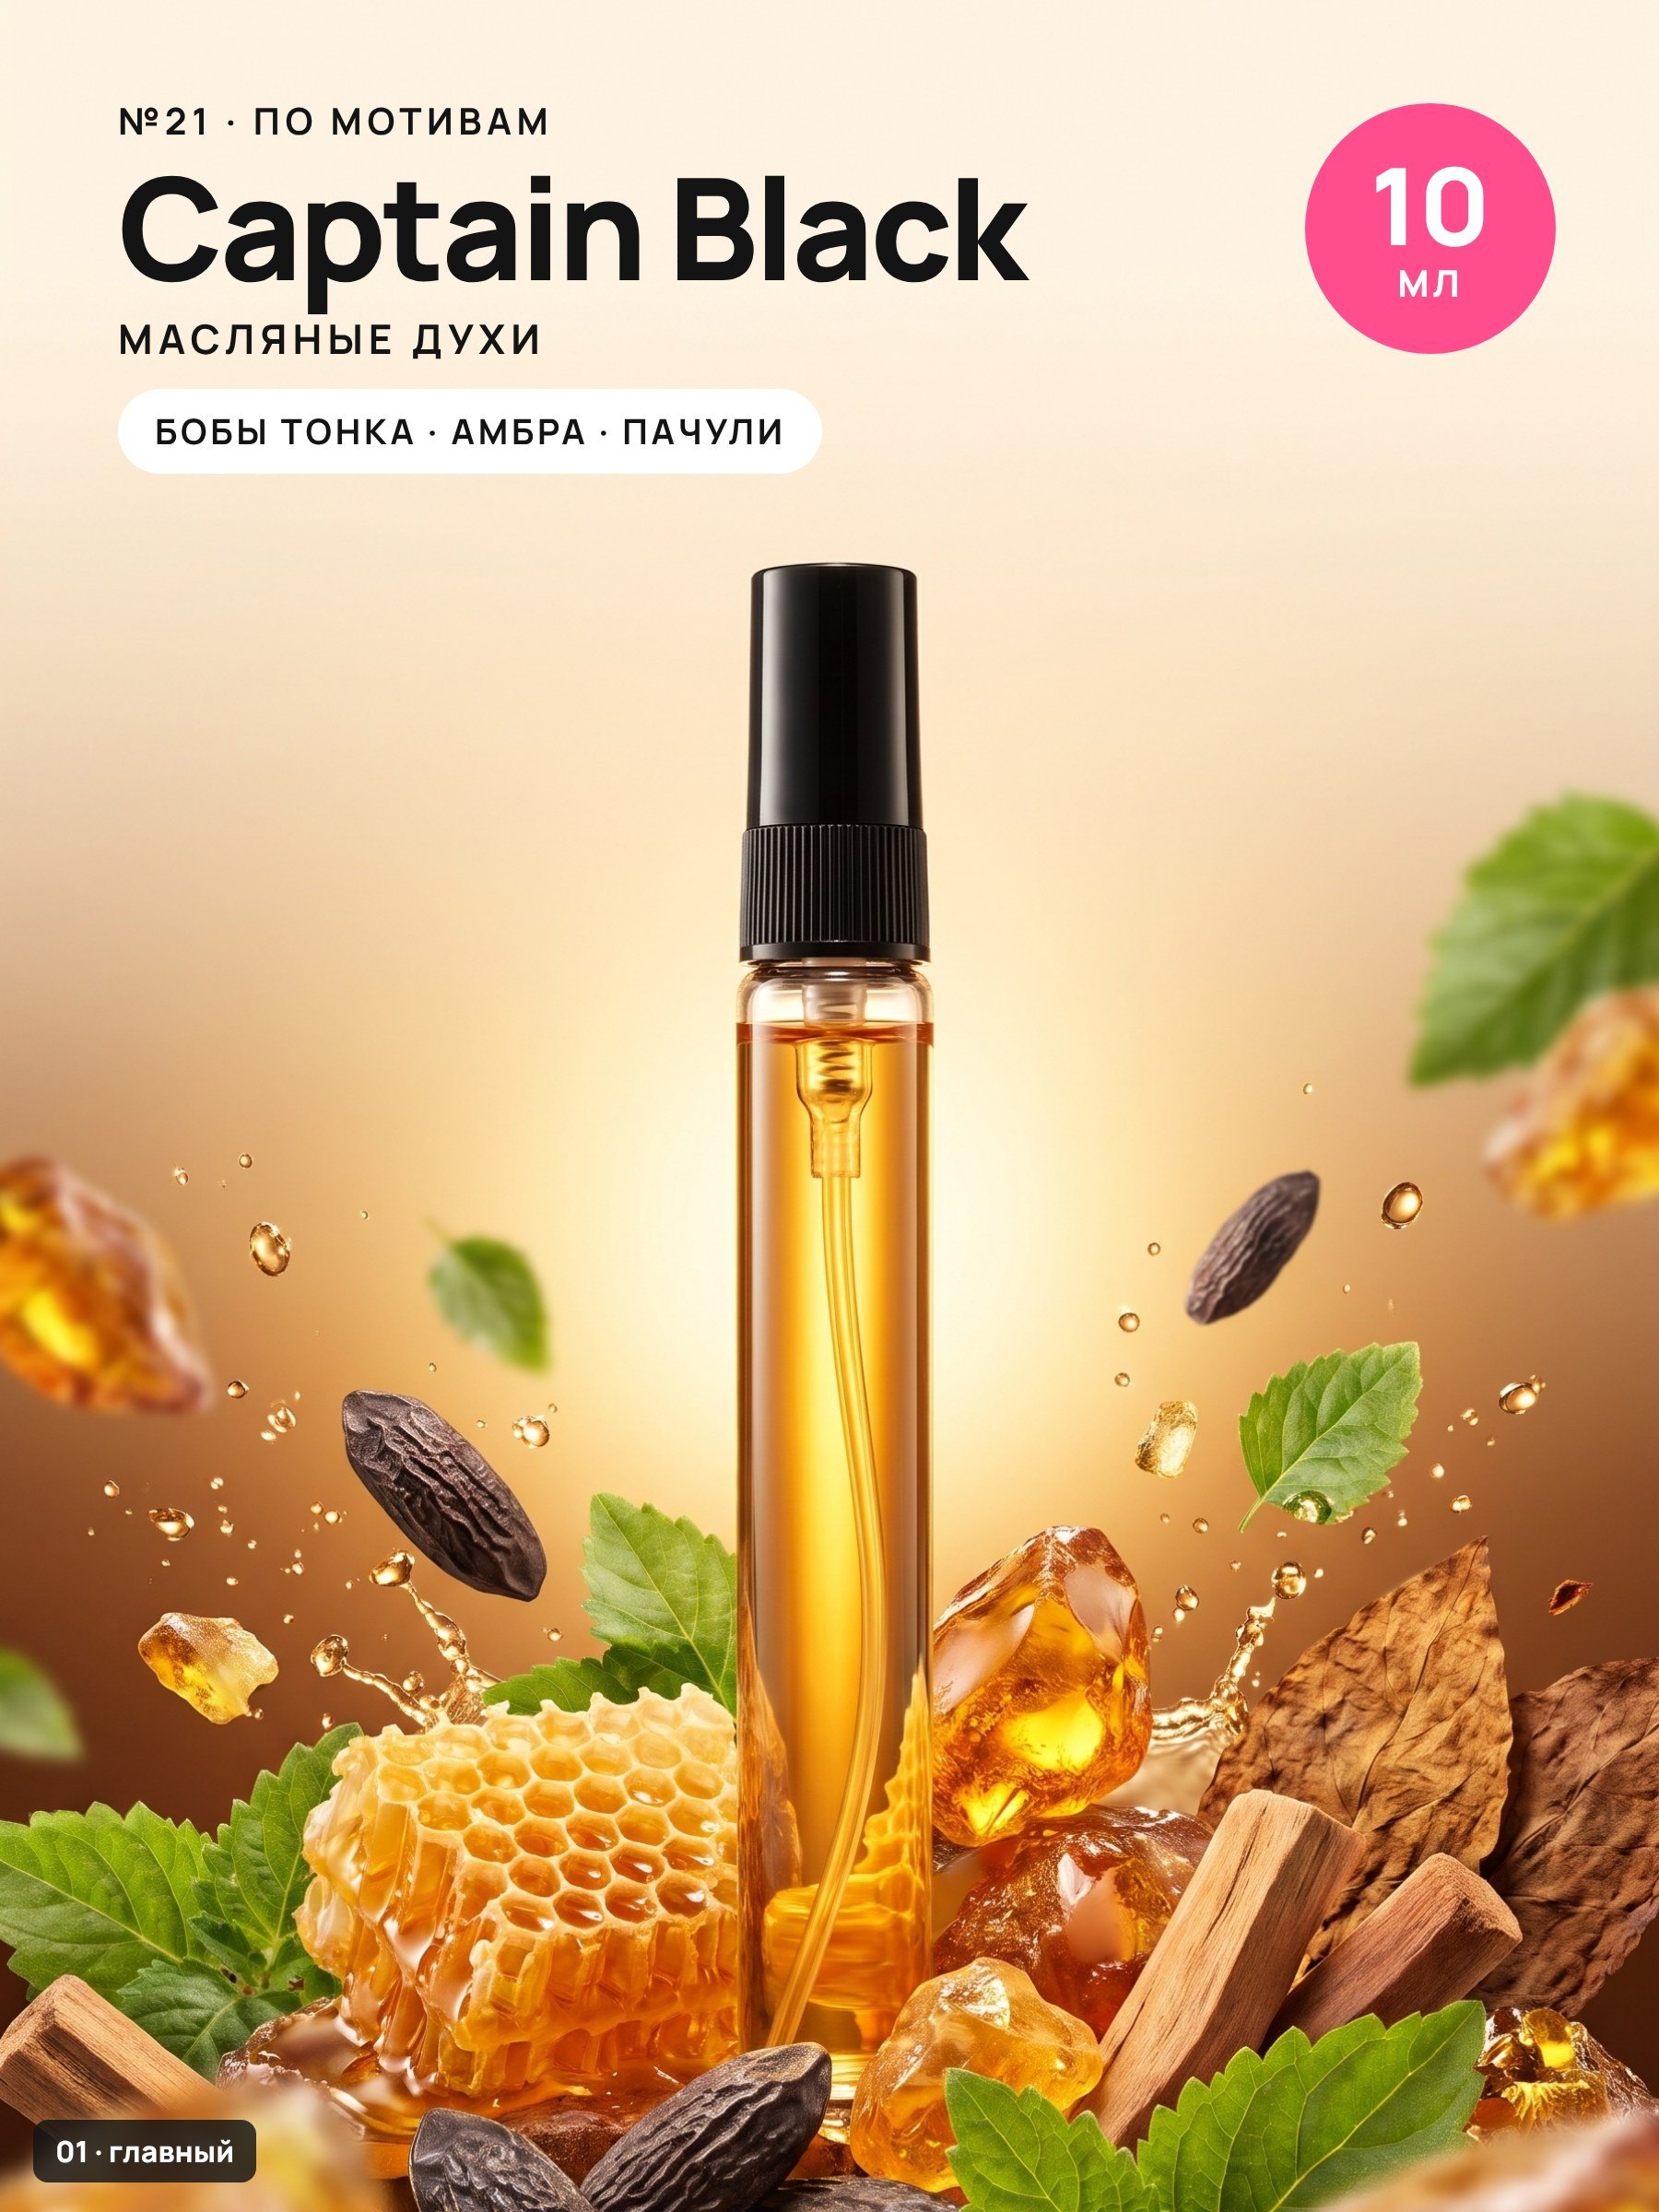 №21 · ПО МОТИВАМ
Captain Black
МАСЛЯНЫЕ ДУХИ
БОБЫ ТОНКА · АМБРА · ПАЧУЛИ
10
МЛ
01 · главный